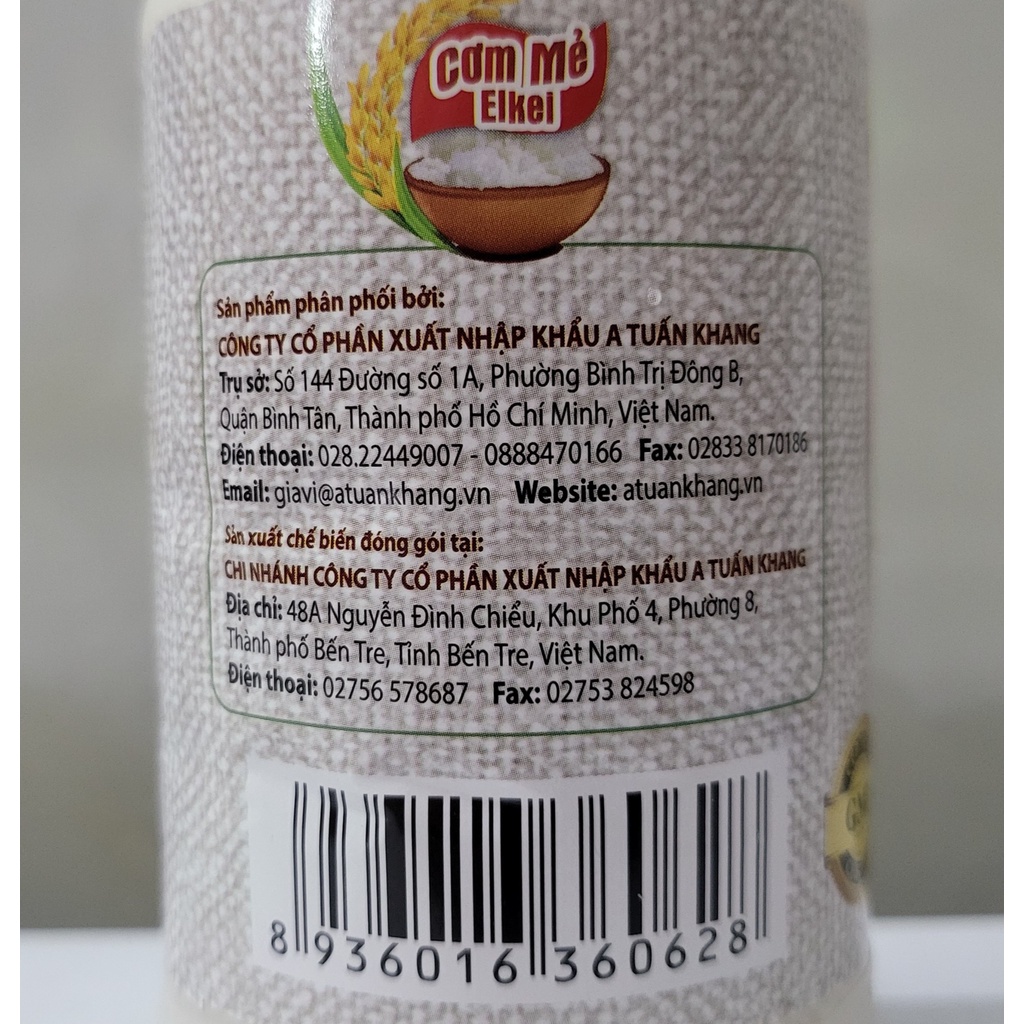 Cơm Mẻ
Elkei
Sản phẩm phân phối bởi:
CÔNG TY CỔ PHẦN XUẤT NHẬP KHẨU A TUẤN KHANG
Trụ sở: Số 144 Đường số 1A, Phường Bình Trị Đông B,
Quận Bình Tân, Thành phố Hồ Chí Minh, Việt Nam.
Điện thoại: 028.22449007 - 0888470166 Fax: 02833 8170186
Email: giavi@atuankhang.vn Website: atuankhang.vn
Sản xuất chế biến đóng gói tại:
CHI NHÁNH CÔNG TY CỔ PHẦN XUẤT NHẬP KHẨU A TUẤN KHANG
Địa chỉ: 48A Nguyễn Đình Chiểu, Khu Phố 4, Phường 8,
Thành phố Bến Tre, Tỉnh Bến Tre, Việt Nam.
Điện thoại: 02756 578687 Fax: 02753 824598
8 936016 360628